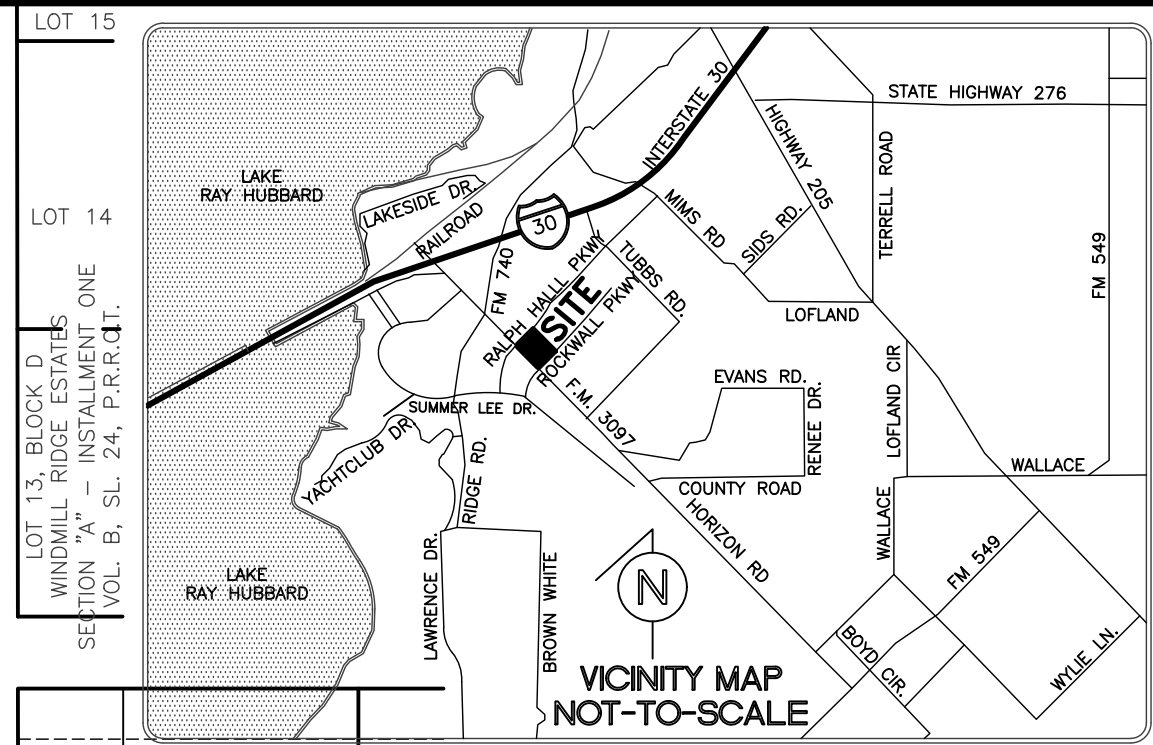 LOT 15
LOT 14
LOT 13, BLOCK D
WINDMILL RIDGE ESTATES
SECTION "A" - INSTALLMENT ONE
VOL. B, SL. 24, P.R.R.C.T.
LAKE
RAY HUBBARD
LAKESIDE DR.
RAILROAD
INTERSTATE 30
30
STATE HIGHWAY 276
HIGHWAY 205
TERRELL ROAD
FM 549
MIMS RD
SIDS RD.
FM 740
RALPH HALLL PKWY
TUBBS RD.
SITE
ROCKWALL PKWY
LOFLAND
F.M. 3097
EVANS RD.
RENEE DR.
LOFLAND CIR
SUMMER LEE DR.
YACHTCLUB DR.
RIDGE RD.
COUNTY ROAD
WALLACE
HORIZON RD
WALLACE
FM 549
LAKE
RAY HUBBARD
LAWRENCE DR.
BROWN WHITE
N
BOYD CIR.
WYLIE LN.
VICINITY MAP
NOT-TO-SCALE